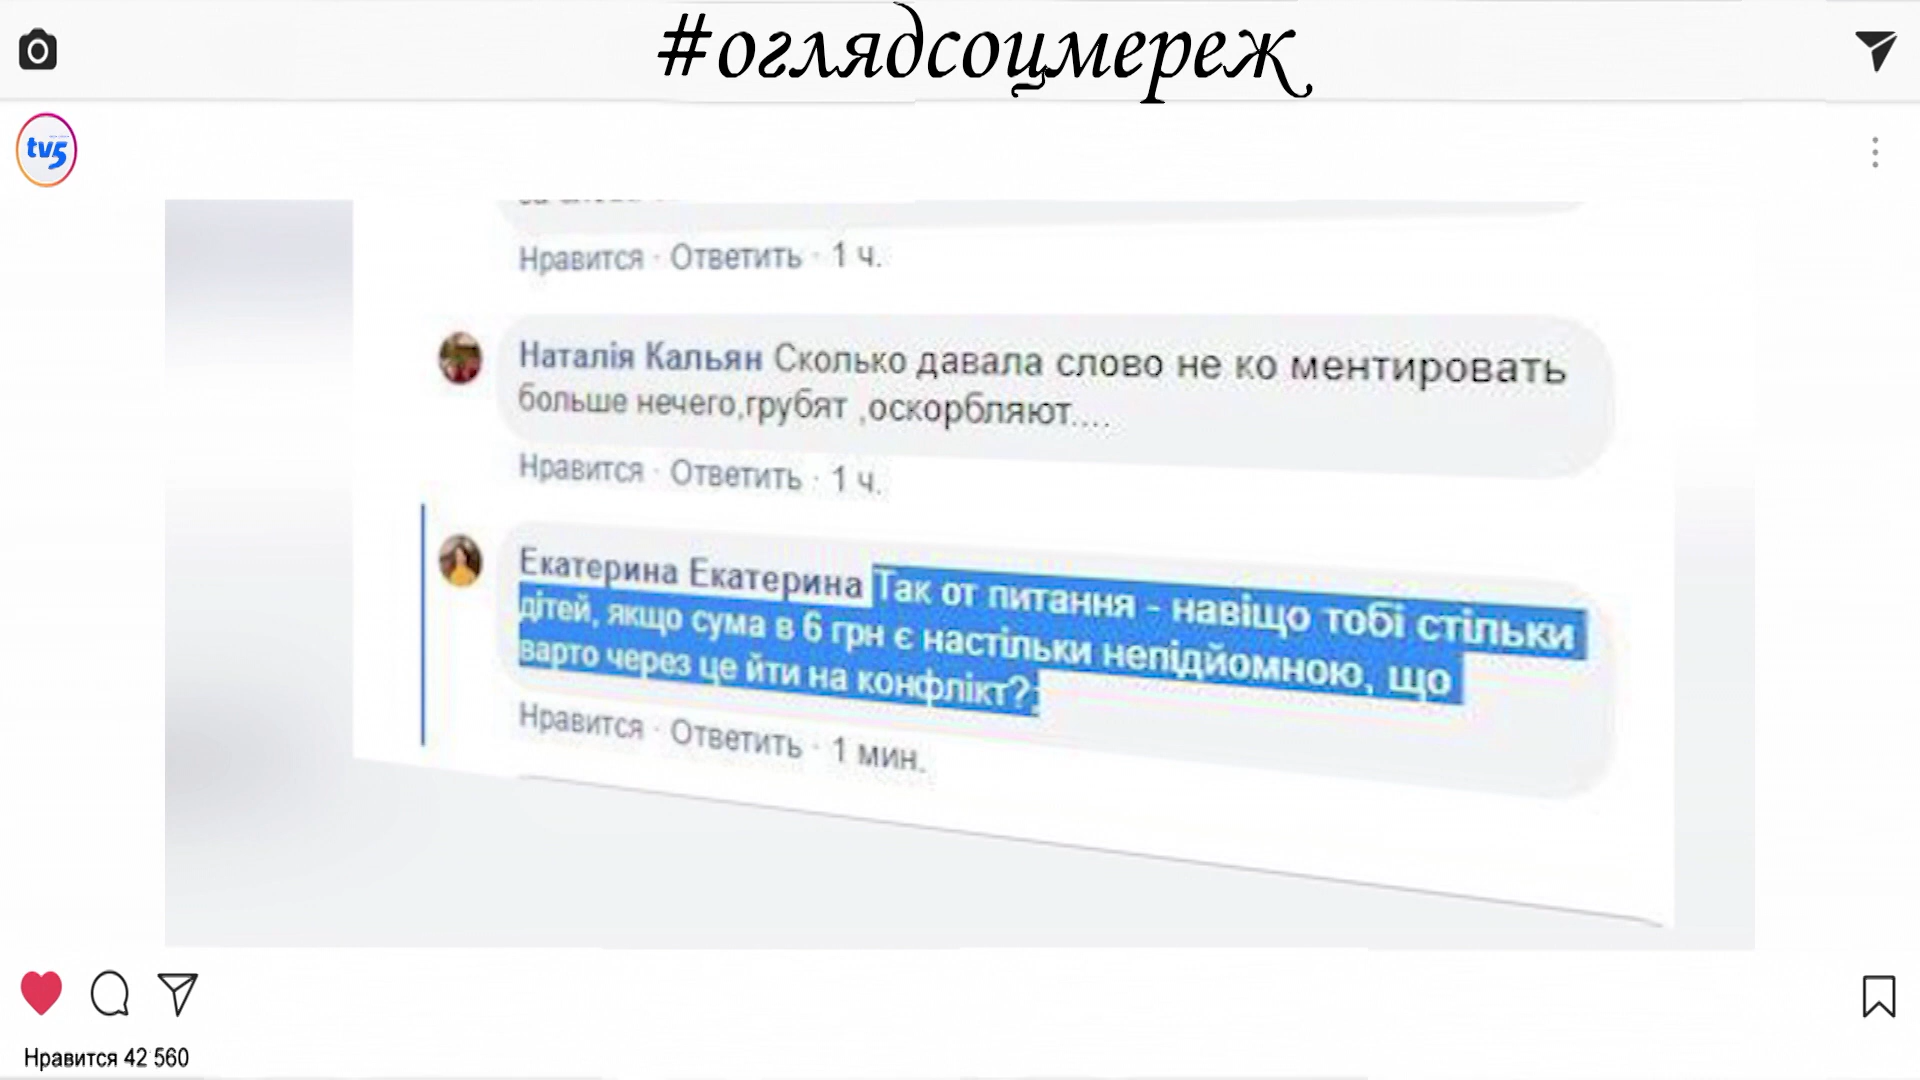 #оглядсоцмереж
tv5
Нравится · Ответить · 1 ч.
Наталія Кальян Сколько давала слово не ко ментировать
больше нечего,грубят ,оскорбляют....
Нравится · Ответить · 1 ч.
Екатерина Екатерина Так от питання - навіщо тобі стільки
дітей, якщо сума в 6 грн є настільки непідйомною, що
варто через це йти на конфлікт?
Нравится · Ответить · 1 мин.
Нравится 42 560